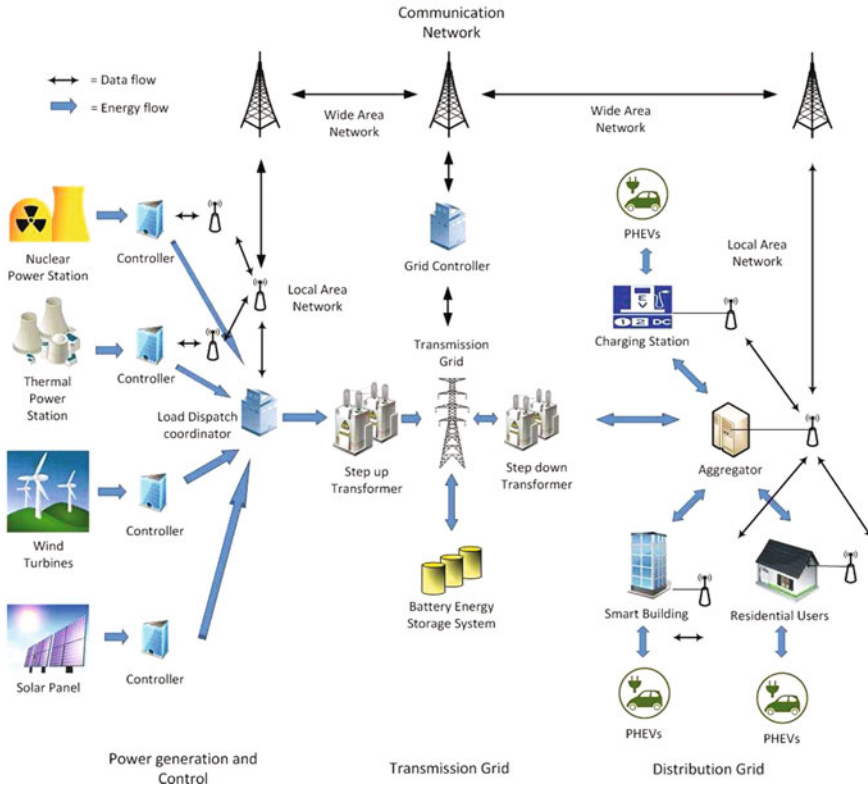 Communication
Network
= Data flow
= Energy flow
Wide Area
Network
Wide Area
Network
PHEVs
Nuclear
Power Station
Controller
Grid Controller
Local Area
Network
Local Area
Network
E
V
1 2 DC
Charging Station
Thermal
Power
Station
Controller
Transmission
Grid
Load Dispatch
coordinator
Step up
Transformer
Step down
Transformer
Aggregator
Wind
Turbines
Controller
Battery Energy
Storage System
Smart Building
Residential Users
Solar Panel
Controller
PHEVs
PHEVs
Power generation and
Control
Transmission Grid
Distribution Grid